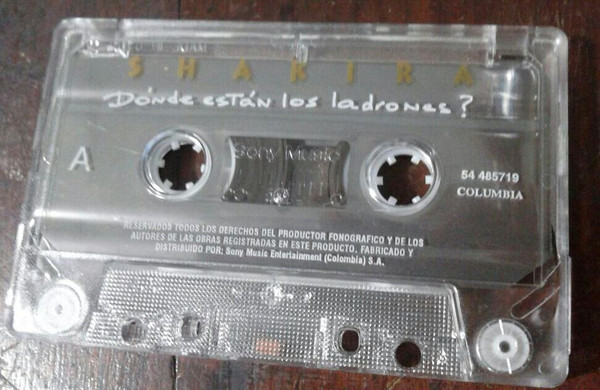 SHAKIRA
Dónde están los ladrones?
A
Sony Music
54 485719
COLUMBIA
RESERVADOS TODOS LOS DERECHOS DEL PRODUCTOR FONOGRAFICO Y DE LOS
AUTORES DE LAS OBRAS REGISTRADAS EN ESTE PRODUCTO. FABRICADO Y
DISTRIBUIDO POR: Sony Music Entertainment (Colombia) S.A.